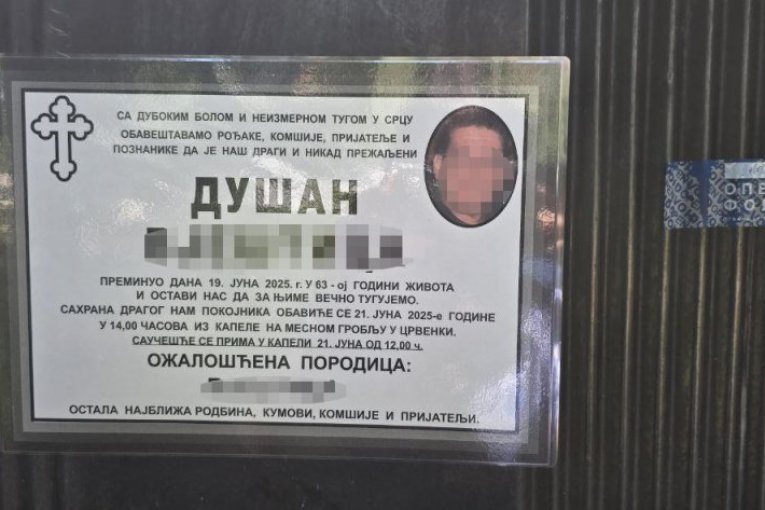 СА ДУБОКИМ БОЛОМ И НЕИЗМЕРНОМ ТУГОМ У СРЦУ
ОБАВЕШТАВАМО РОЂАКЕ, КОМШИЈЕ, ПРИЈАТЕЉЕ И
ПОЗНАНИКЕ ДА ЈЕ НАШ ДРАГИ И НИКАД ПРЕЖАЉЕНИ
ДУШАН
ПРЕМИНУО ДАНА 19. ЈУНА 2025. г. У 63 - ој ГОДИНИ ЖИВОТА
И ОСТАВИ НАС ДА ЗА ЊИМЕ ВЕЧНО ТУГУЈЕМО.
САХРАНА ДРАГОГ НАМ ПОКОЈНИКА ОБАВИЋЕ СЕ 21. ЈУНА 2025-е ГОДИНЕ
У 14,00 ЧАСОВА ИЗ КАПЕЛЕ НА МЕСНОМ ГРОБЉУ У ЦРВЕНКИ.
САУЧЕШЋЕ СЕ ПРИМА У КАПЕЛИ 21. ЈУНА ОД 12,00 ч.
ОЖАЛОШЋЕНА ПОРОДИЦА:
ОСТАЛА НАЈБЛИЖА РОДБИНА, КУМОВИ, КОМШИЈЕ И ПРИЈАТЕЉИ.